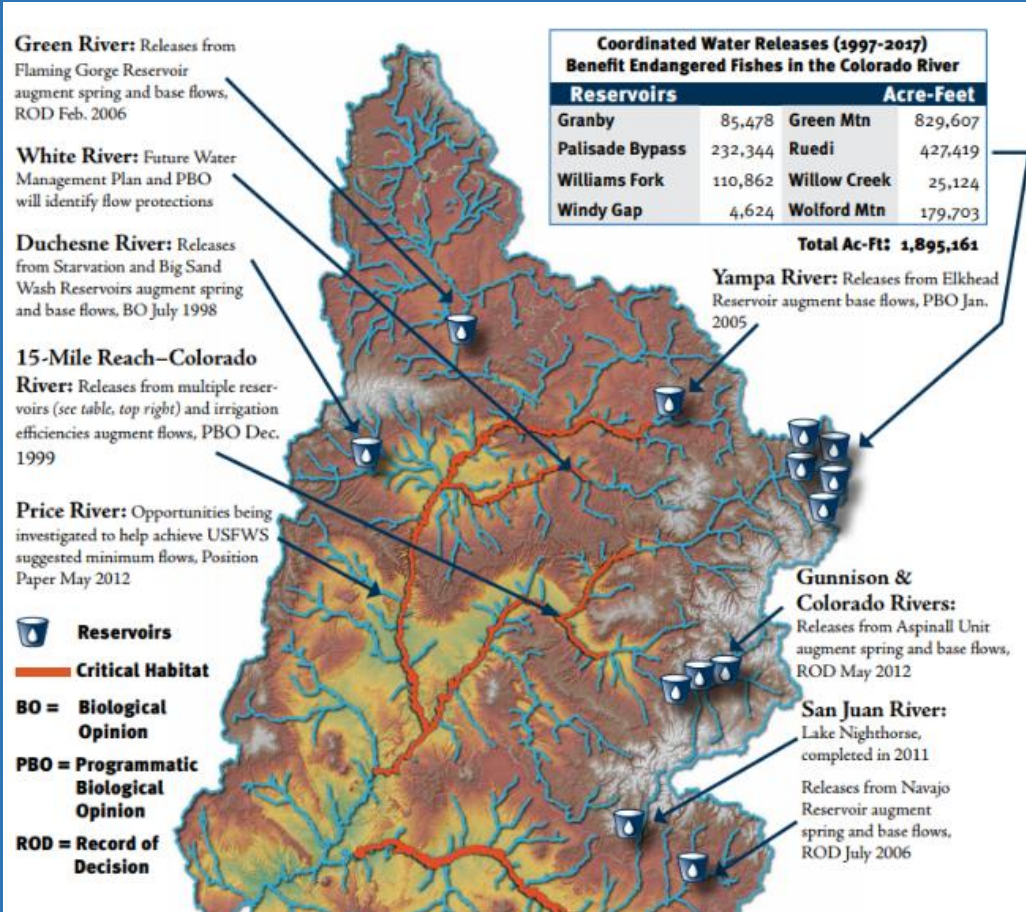 Green River: Releases from
Flaming Gorge Reservoir
augment spring and base flows,
ROD Feb. 2006
White River: Future Water
Management Plan and PBO
will identify flow protections
Duchesne River: Releases
from Starvation and Big Sand
Wash Reservoirs augment spring
and base flows, BO July 1998
15-Mile Reach–Colorado
River: Releases from multiple reser-
voirs (see table, top right) and irrigation
efficiencies augment flows, PBO Dec.
1999
Price River: Opportunities being
investigated to help achieve USFWS
suggested minimum flows, Position
Paper May 2012
Reservoirs
Critical Habitat
BO = Biological
Opinion
PBO = Programmatic
Biological
Opinion
ROD = Record of
Decision
Coordinated Water Releases (1997-2017)
Benefit Endangered Fishes in the Colorado River
Reservoirs Acre-Feet
Granby 85,478 Green Mtn 829,607
Palisade Bypass 232,344 Ruedi 427,419
Williams Fork 110,862 Willow Creek 25,124
Windy Gap 4,624 Wolford Mtn 179,703
Total Ac-Ft: 1,895,161
Yampa River: Releases from Elkhead
Reservoir augment base flows, PBO Jan.
2005
Gunnison &
Colorado Rivers:
Releases from Aspinall Unit
augment spring and base flows,
ROD May 2012
San Juan River:
Lake Nighthorse,
completed in 2011
Releases from Navajo
Reservoir augment
spring and base flows,
ROD July 2006